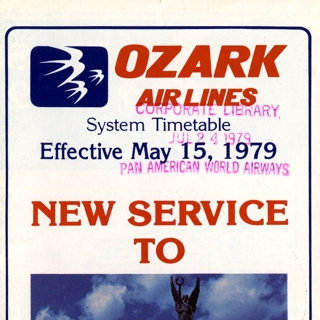 OZARK
AIR LINES
CORPORATE LIBRARY,
System Timetable
JUL 24 1979
Effective May 15, 1979
PAN AMERICAN WORLD AIRWAYS
NEW SERVICE
TO